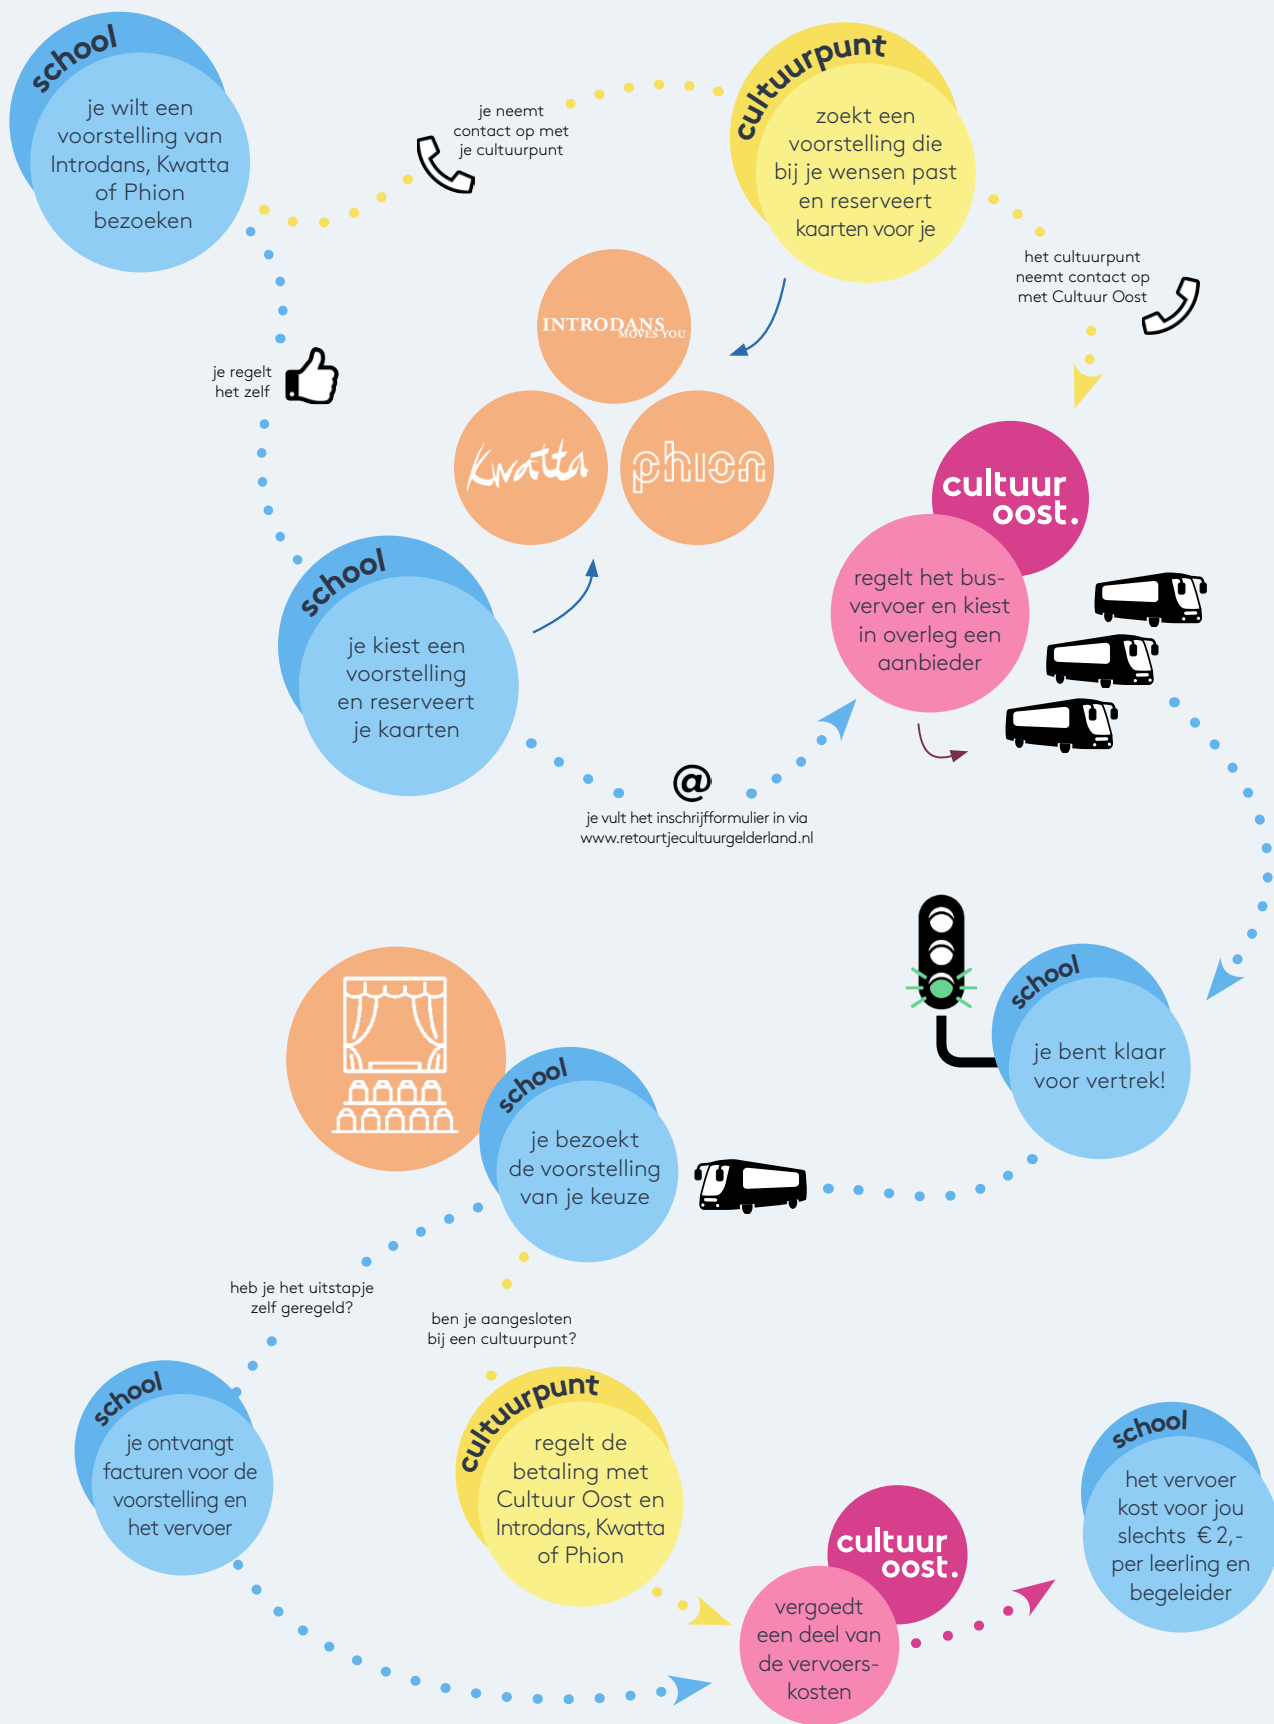 school
je wilt een
voorstelling van
Introdans, Kwatta
of Phion
bezoeken
je neemt
contact op met
je cultuurpunt
cultuurpunt
zoekt een
voorstelling die
bij je wensen past
en reserveert
kaarten voor je
het cultuurpunt
neemt contact op
met Cultuur Oost
INTRODANS
MOVES YOU
Kwatta
phion
je regelt
het zelf
school
je kiest een
voorstelling
en reserveert
je kaarten
cultuur
oost.
regelt het bus-
vervoer en kiest
in overleg een
aanbieder
@
je vult het inschrijfformulier in via
www.retourtjecultuurgelderland.nl
school
je bent klaar
voor vertrek!
school
je bezoekt
de voorstelling
van je keuze
heb je het uitstapje
zelf geregeld?
ben je aangesloten
bij een cultuurpunt?
school
je ontvangt
facturen voor de
voorstelling en
het vervoer
cultuurpunt
regelt de
betaling met
Cultuur Oost en
Introdans, Kwatta
of Phion
cultuur
oost.
vergoedt
een deel van
de vervoers-
kosten
school
het vervoer
kost voor jou
slechts € 2,-
per leerling en
begeleider